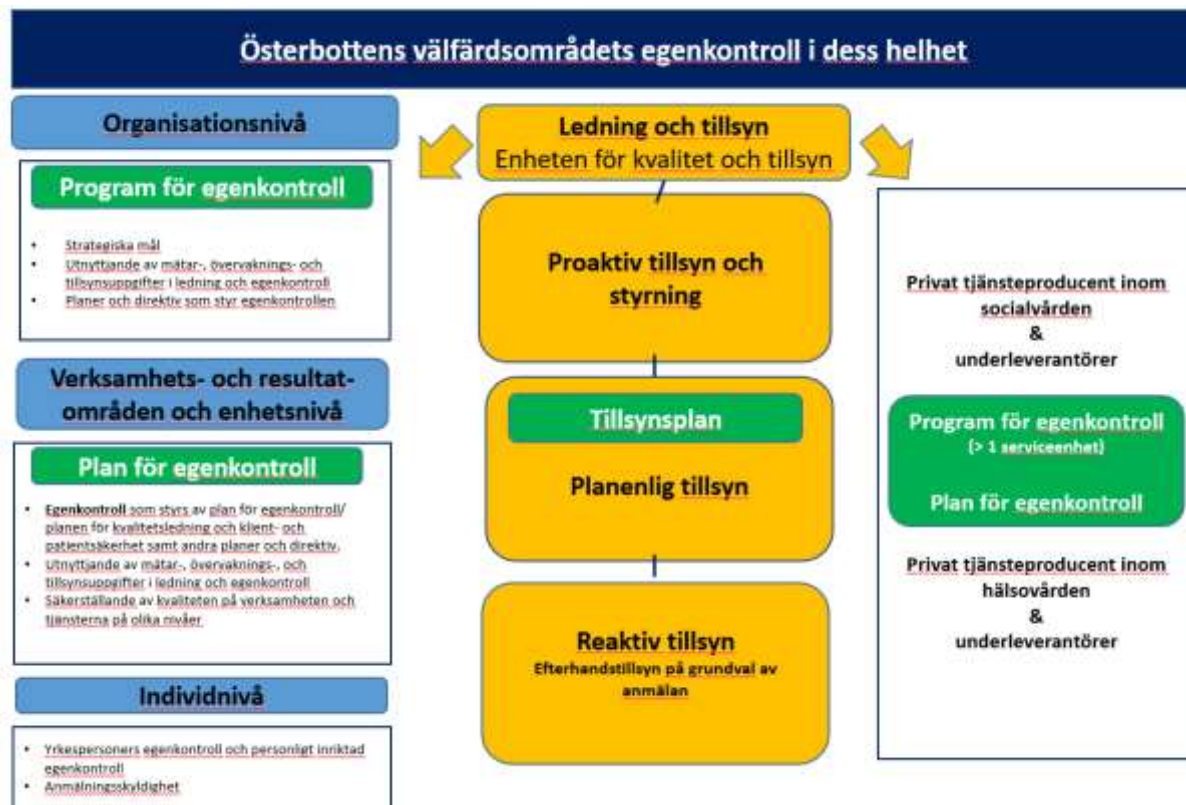 Österbottens välfärdsområdets egenkontroll i dess helhet
Organisationsnivå
Program för egenkontroll
• Strategiska mål
• Utnyttjande av mätar-, övervaknings- och
tillsynsuppgifter i ledning och egenkontroll
• Planer och direktiv som styr egenkontrollen
Verksamhets- och resultat-
områden och enhetsnivå
Plan för egenkontroll
• Egenkontroll som styrs av plan för egenkontroll/
planen för kvalitetsledning och klient- och
patientsäkerhet samt andra planer och direktiv.
• Utnyttjande av mätar-, övervaknings-, och
tillsynsuppgifter i ledning och egenkontroll
• Säkerställande av kvaliteten på verksamheten och
tjänsterna på olika nivåer
Individnivå
• Yrkespersoners egenkontroll och personligt inriktad
egenkontroll
• Anmälningsskyldighet
Ledning och tillsyn
Enheten för kvalitet och tillsyn
Proaktiv tillsyn och
styrning
Tillsynsplan
Planenlig tillsyn
Reaktiv tillsyn
Efterhandstillsyn på grundval av
anmälan
Privat tjänsteproducent inom
socialvården
&
underleverantörer
Program för egenkontroll
(> 1 serviceenhet)
Plan för egenkontroll
Privat tjänsteproducent inom
hälsovården
&
underleverantörer